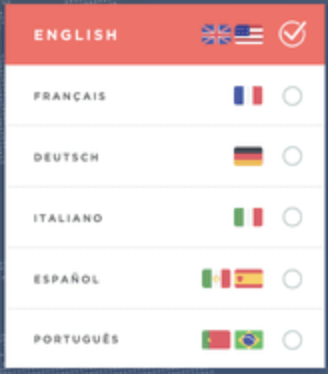 ENGLISH
FRANÇAIS
DEUTSCH
ITALIANO
ESPAÑOL
PORTUGUÊS